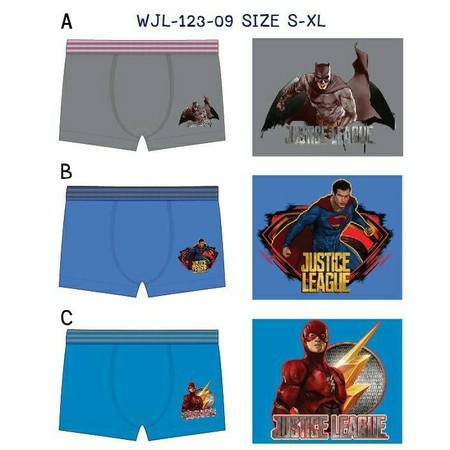 A WJL-123-09 SIZE S-XL
JUSTICE LEAGUE
B
JUSTICE
LEAGUE
C
JUSTICE LEAGUE